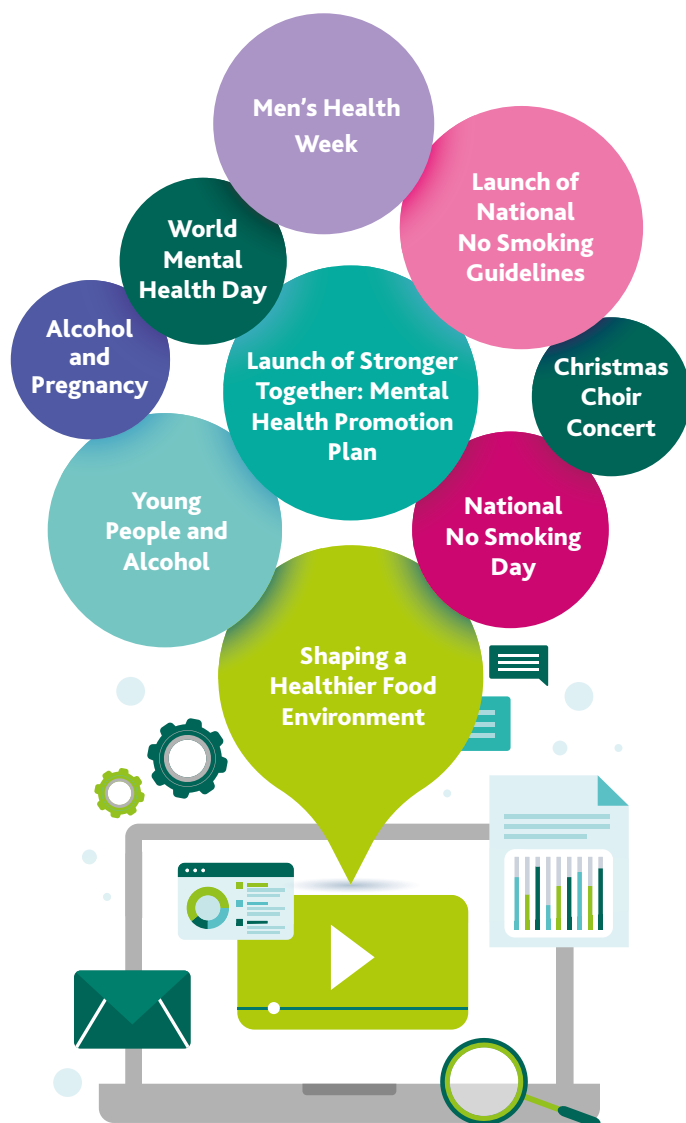 Men's Health
Week
Launch of
National
No Smoking
Guidelines
World
Mental
Health Day
Alcohol
and
Pregnancy
Launch of Stronger
Together: Mental
Health Promotion
Plan
Christmas
Choir
Concert
Young
People and
Alcohol
National
No Smoking
Day
Shaping a
Healthier Food
Environment